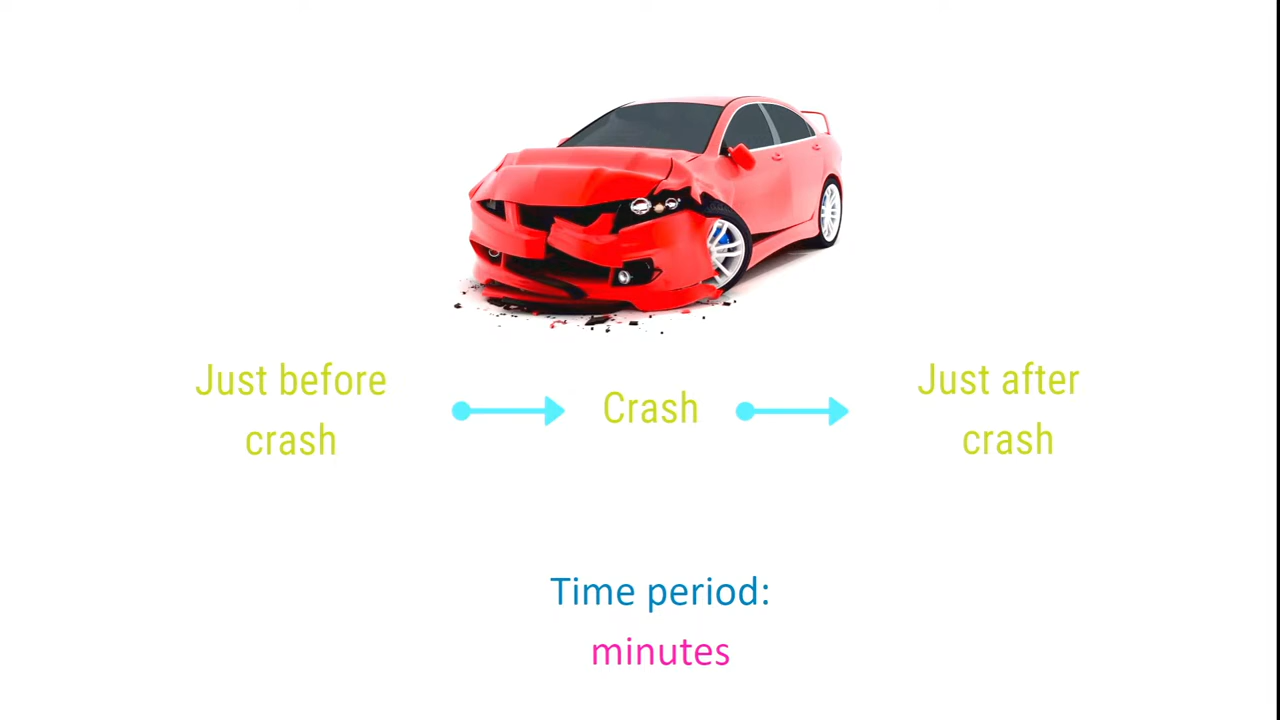 Just before
crash
Crash
Just after
crash
Time period:
minutes